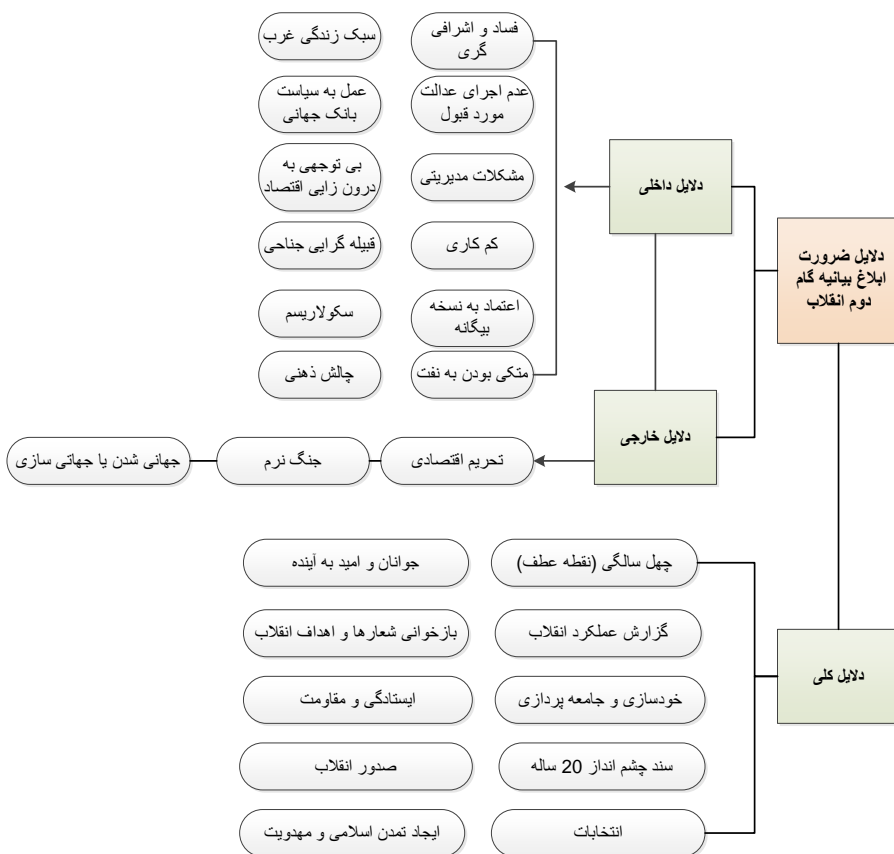 دلایل ضرورت
ابلاغ بیانیه گام
دوم انقلاب
دلایل داخلی
فساد و اشرافی
گری
سبک زندگی غرب
عدم اجرای عدالت
مورد قبول
عمل به سیاست
بانک جهانی
مشکلات مدیریتی
بی توجهی به
درون زایی اقتصاد
کم کاری
قبیله گرایی جناحی
اعتماد به نسخه
بیگانه
سکولاریسم
متکی بودن به نفت
چالش ذهنی
دلایل خارجی
تحریم اقتصادی
جنگ نرم
جهانی شدن یا جهاتی سازی
دلایل کلی
چهل سالگی (نقطه عطف)
جوانان و امید به آینده
گزارش عملکرد انقلاب
بازخوانی شعارها و اهداف انقلاب
خودسازی و جامعه پردازی
ایستادگی و مقاومت
سند چشم انداز 20 ساله
صدور انقلاب
انتخابات
ایجاد تمدن اسلامی و مهدویت